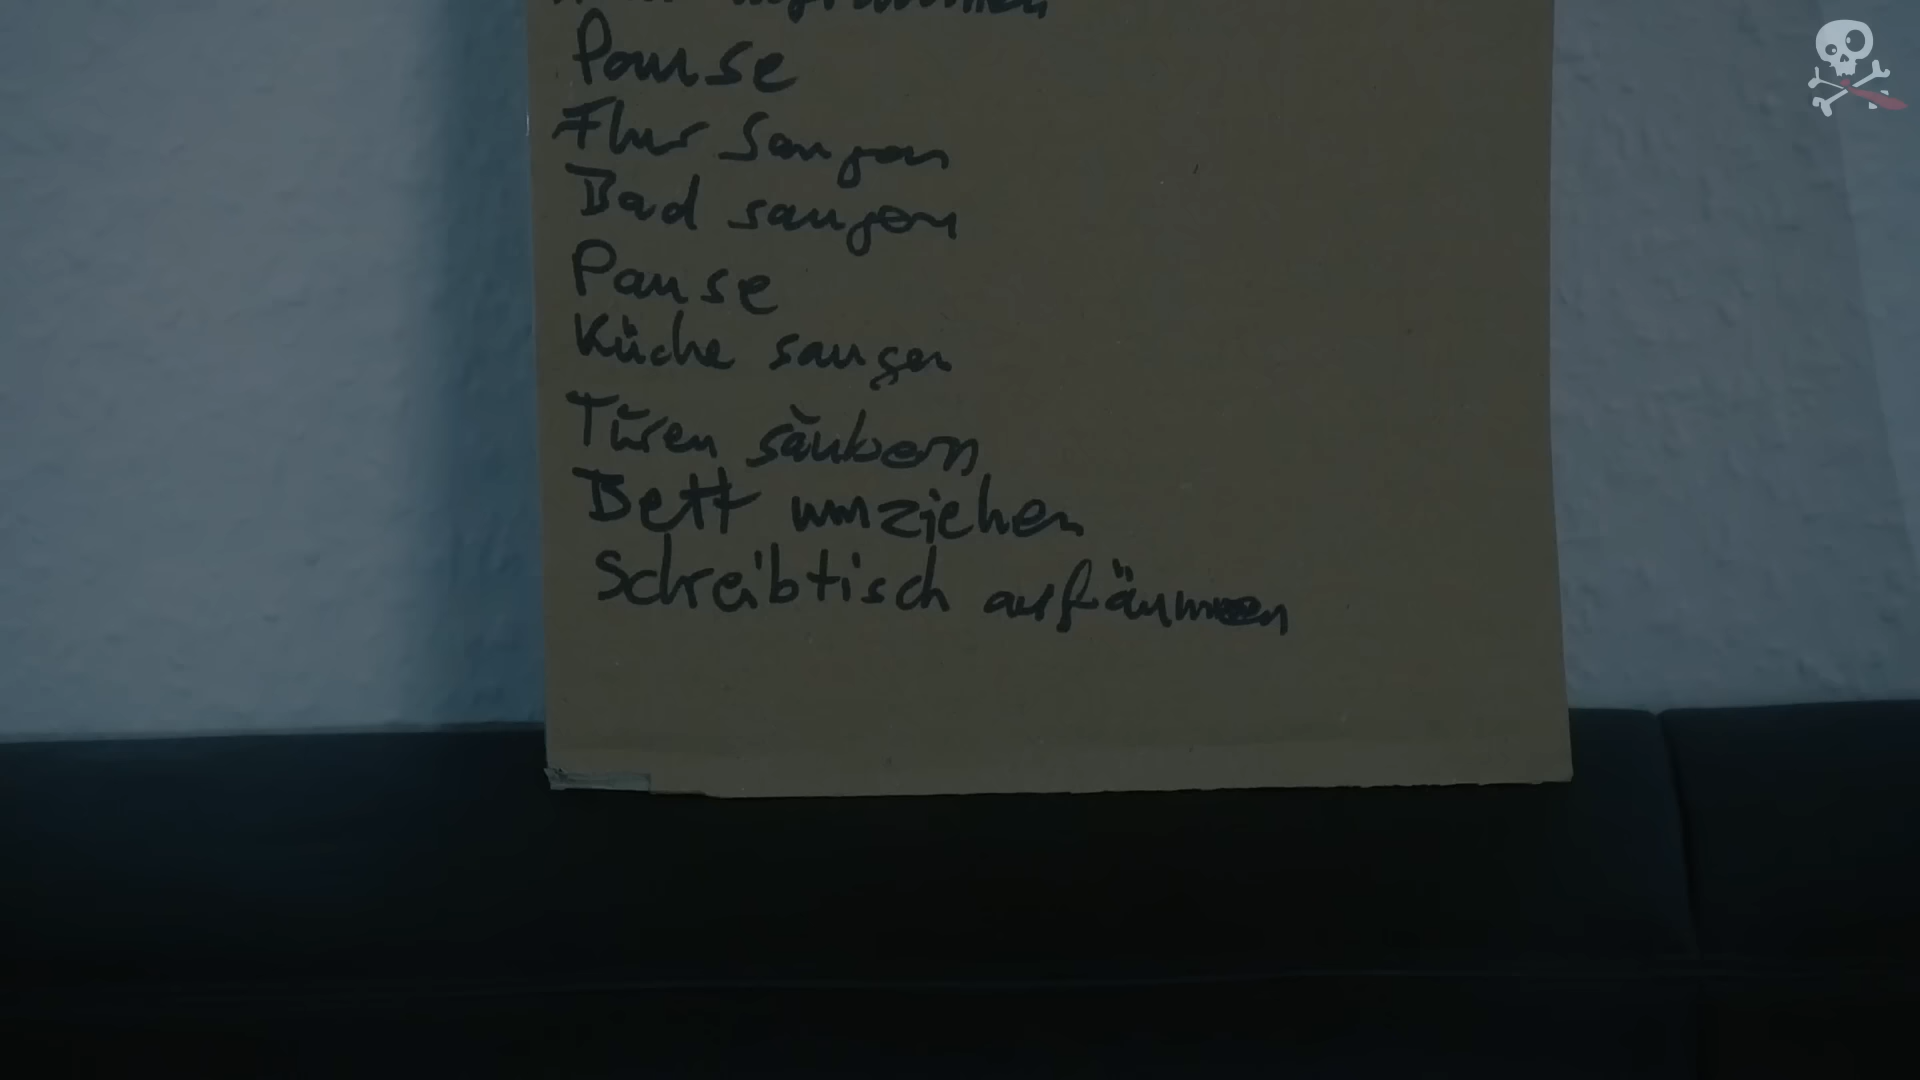 Pause
Flur saugen
Bad saugen
Pause
Küche saugen
Türen säubern
Bett umziehen
Schreibtisch aufräumen